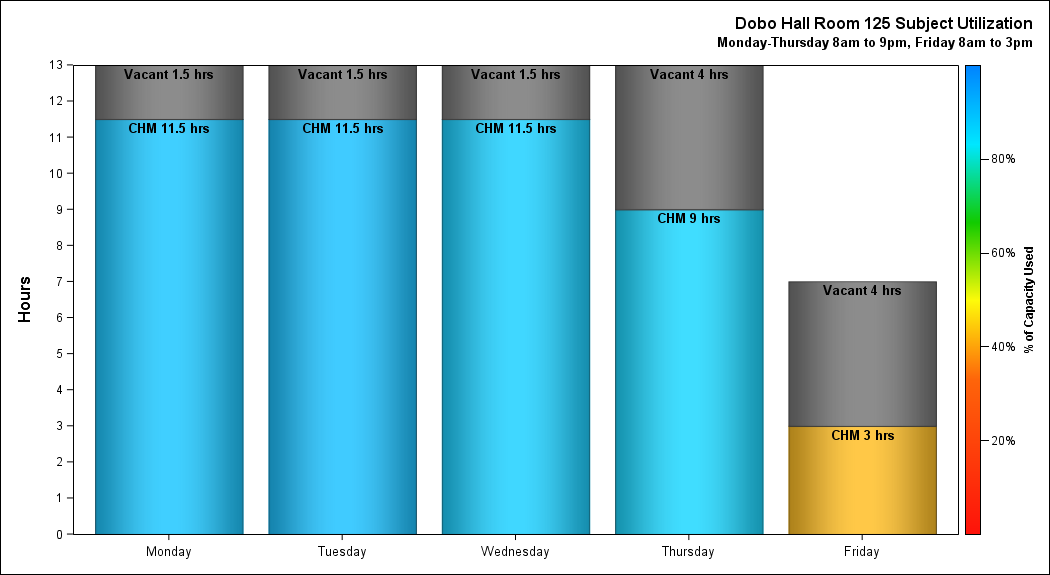 Dobo Hall Room 125 Subject Utilization
Monday-Thursday 8am to 9pm, Friday 8am to 3pm
Hours
13
12
11
10
9
8
7
6
5
4
3
2
1
0
Vacant 1.5 hrs
CHM 11.5 hrs
Vacant 1.5 hrs
CHM 11.5 hrs
Vacant 1.5 hrs
CHM 11.5 hrs
Vacant 4 hrs
CHM 9 hrs
Vacant 4 hrs
CHM 3 hrs
Monday
Tuesday
Wednesday
Thursday
Friday
80%
60%
40%
20%
% of Capacity Used